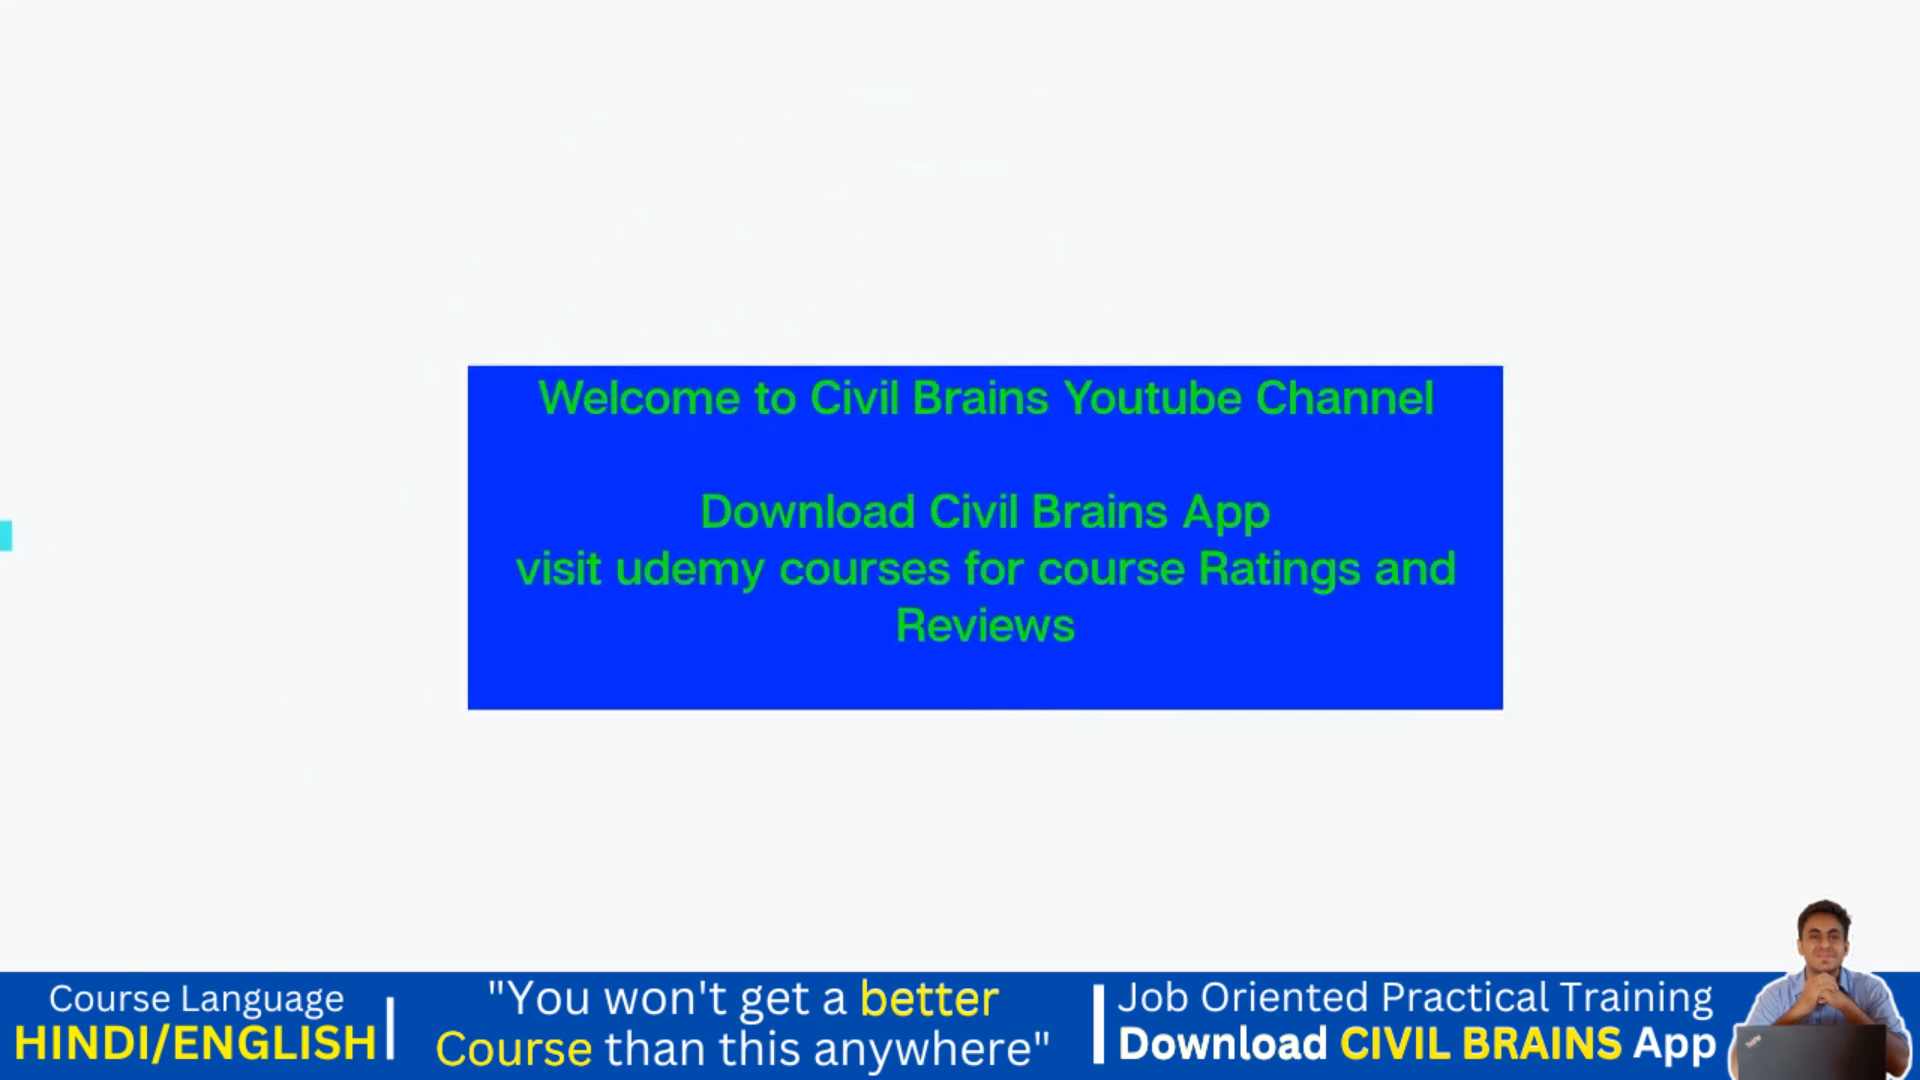 Welcome to Civil Brains Youtube Channel
Download Civil Brains App
visit udemy courses for course Ratings and
Reviews
Course Language
HINDI/ENGLISH
"You won't get a better
Course than this anywhere"
Job Oriented Practical Training
Download CIVIL BRAINS App